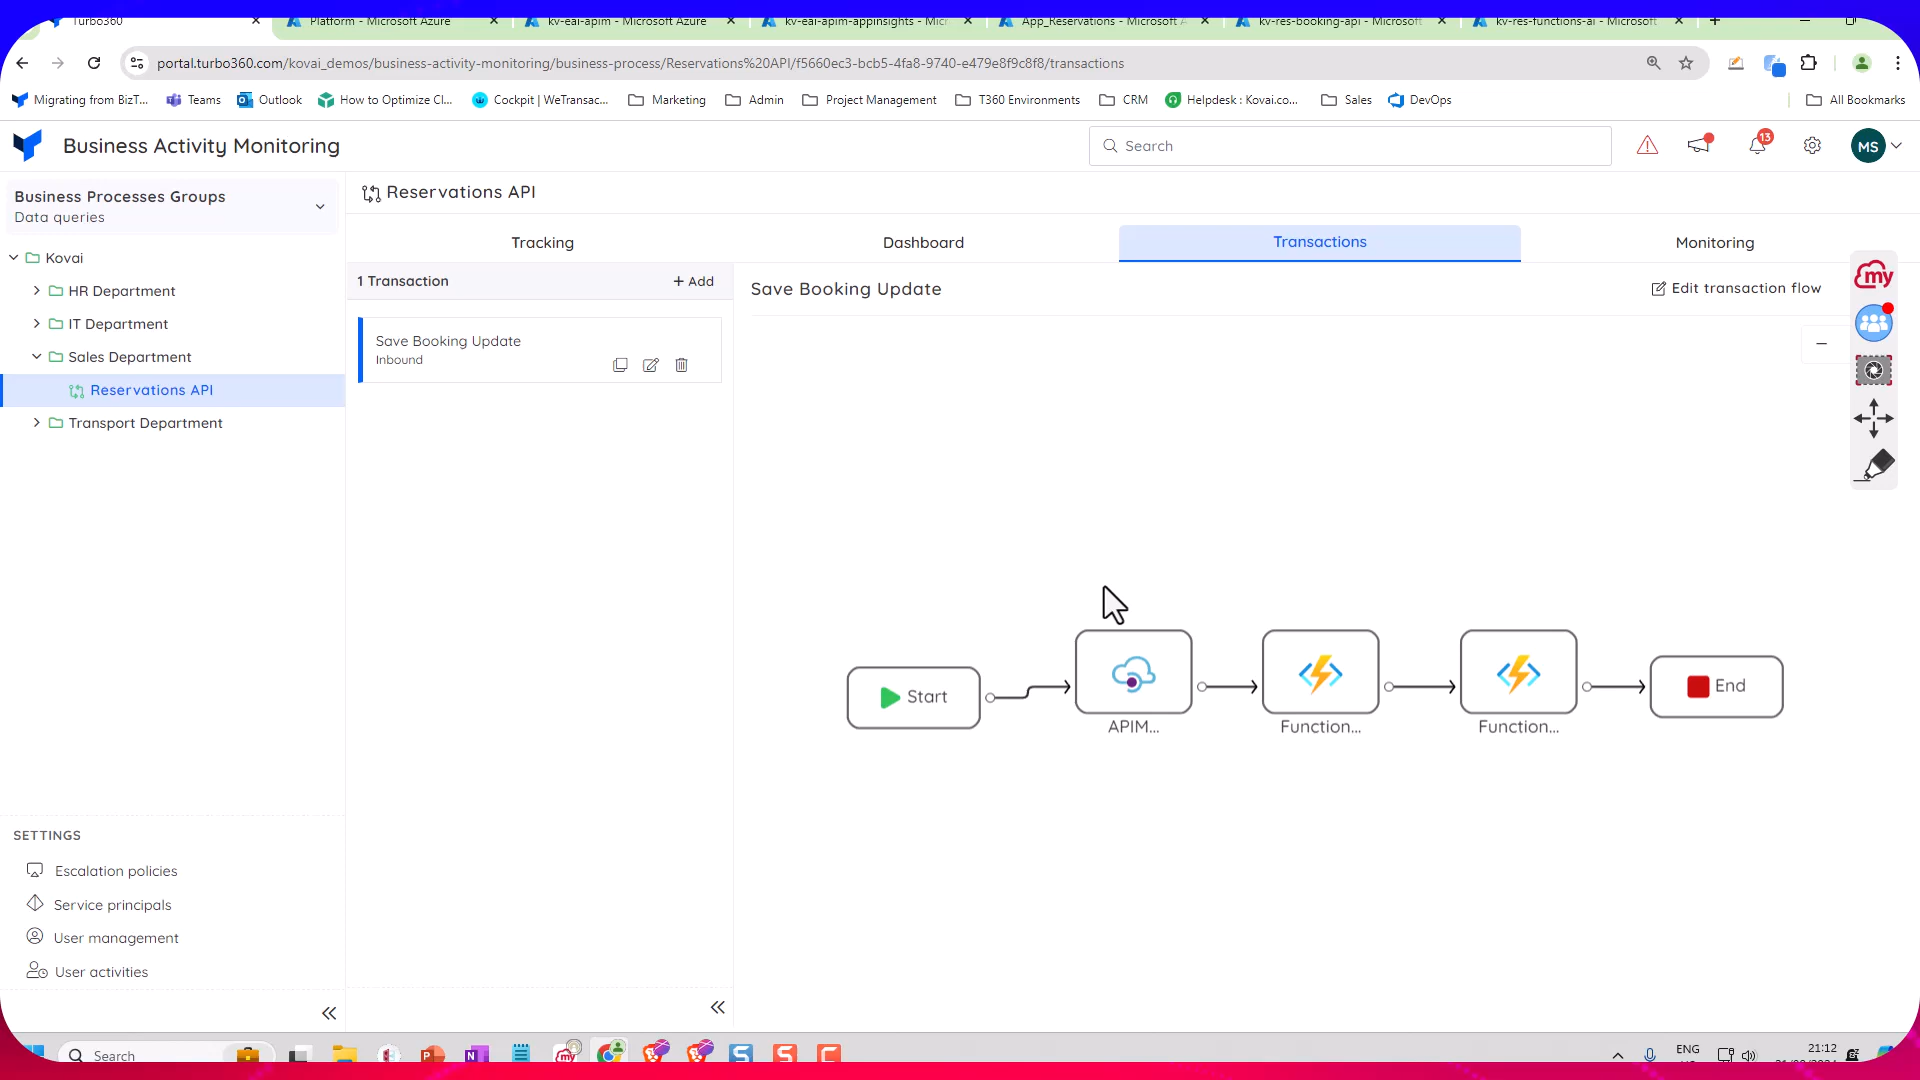 Turbo360
Platform - Microsoft Azure
kv-eai-apim - Microsoft Azure
kv-eai-apim-appinsights - Micr
App_Reservations - Microsoft A
kv-res-booking-api - Microsoft
kv-res-functions-ai - Microsoft
portal.turbo360.com/kovai_demos/business-activity-monitoring/business-process/Reservations%20API/f5660ec3-bcb5-4fa8-9740-e479e8f9c8f8/transactions
Migrating from BizT...
Teams
Outlook
How to Optimize Cl...
Cockpit | WeTransac...
Marketing
Admin
Project Management
T360 Environments
CRM
Helpdesk : Kovai.co...
Sales
DevOps
All Bookmarks
Business Activity Monitoring
Search
13
MS
Business Processes Groups
Data queries
Kovai
HR Department
IT Department
Sales Department
Reservations API
Transport Department
Reservations API
Tracking
Dashboard
Transactions
Monitoring
1 Transaction
+ Add
Save Booking Update
Inbound
Save Booking Update
Edit transaction flow
my
Start
APIM...
Function...
Function...
End
SETTINGS
Escalation policies
Service principals
User management
User activities
Search
ENG
21:12